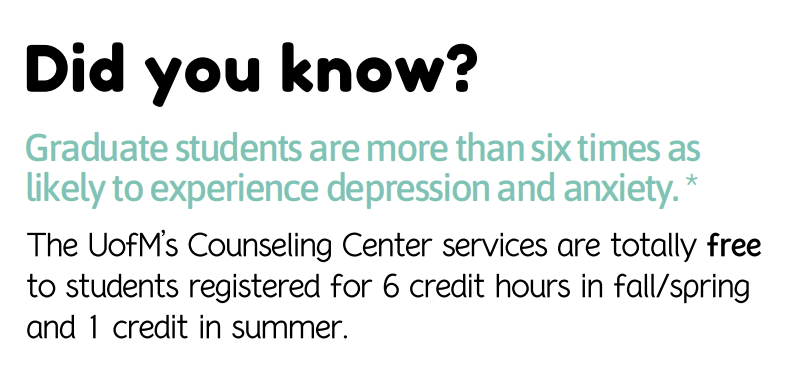 Did you know?
Graduate students are more than six times as
likely to experience depression and anxiety. *
The UofM's Counseling Center services are totally free
to students registered for 6 credit hours in fall/spring
and 1 credit in summer.